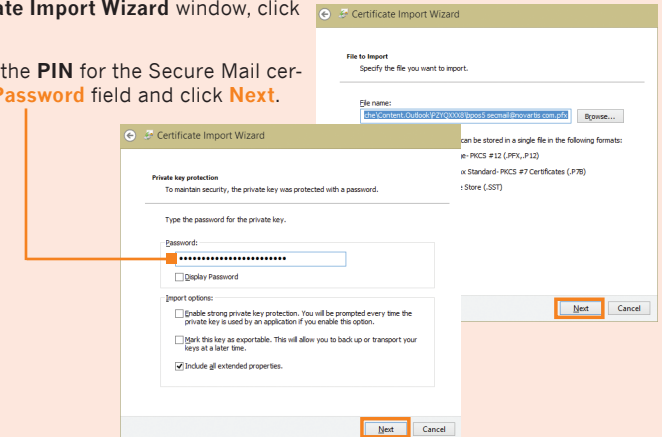 ate Import Wizard window, click
the PIN for the Secure Mail cer-
Password field and click Next.
Certificate Import Wizard
File to Import
Specify the file you want to import.
File name:
che\Content.Outlook\PZYQXXX8\bpos5 secmail@novartis com.pfx
Browse...
can be stored in a single file in the following formats:
e- PKCS #12 (.PFX,.P12)
x Standard- PKCS #7 Certificates (.P7B)
Store (.SST)
Next Cancel
Certificate Import Wizard
Private key protection
To maintain security, the private key was protected with a password.
Type the password for the private key.
Password:
Display Password
Import options:
Enable strong private key protection. You will be prompted every time the
private key is used by an application if you enable this option.
Mark this key as exportable. This will allow you to back up or transport your
keys at a later time.
Include all extended properties.
Next Cancel